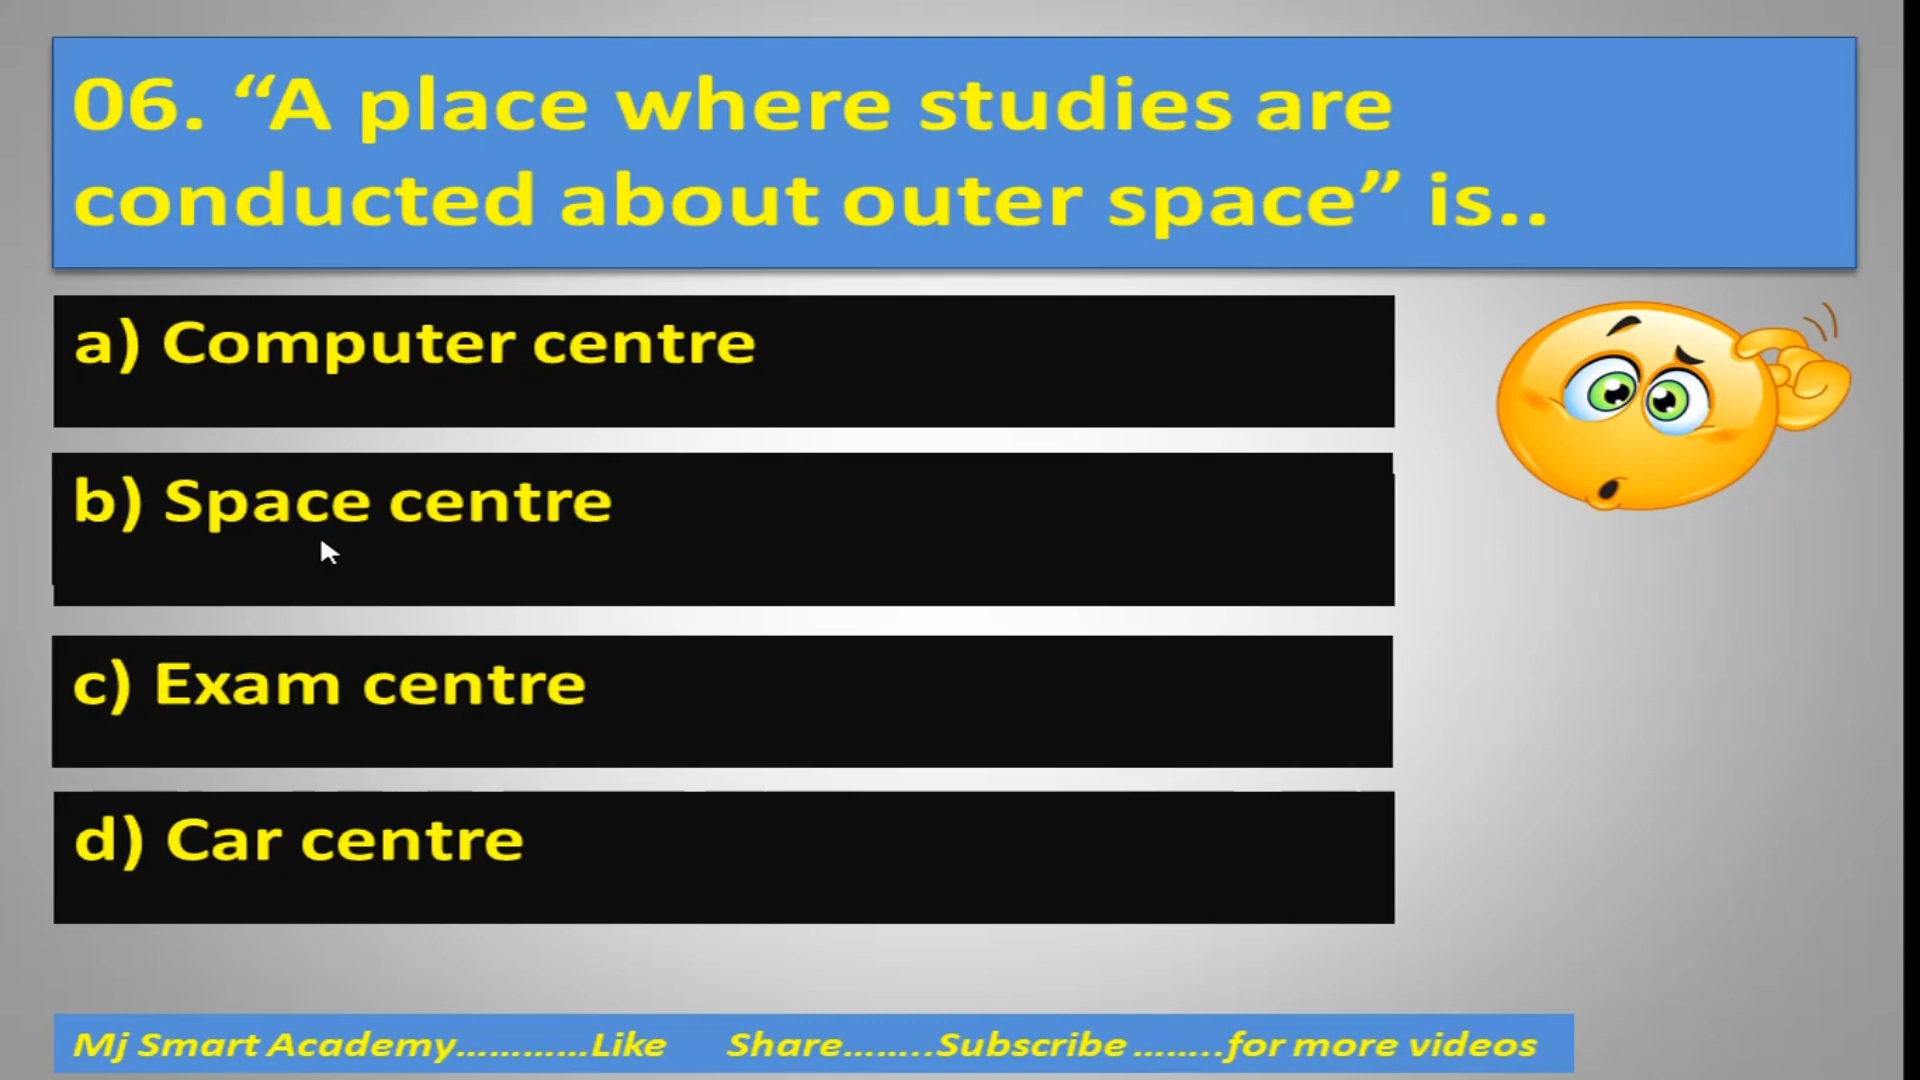 06. “A place where studies are
conducted about outer space” is..
a) Computer centre
b) Space centre
c) Exam centre
d) Car centre
Mj Smart Academy............Like Share........Subscribe ........for more videos